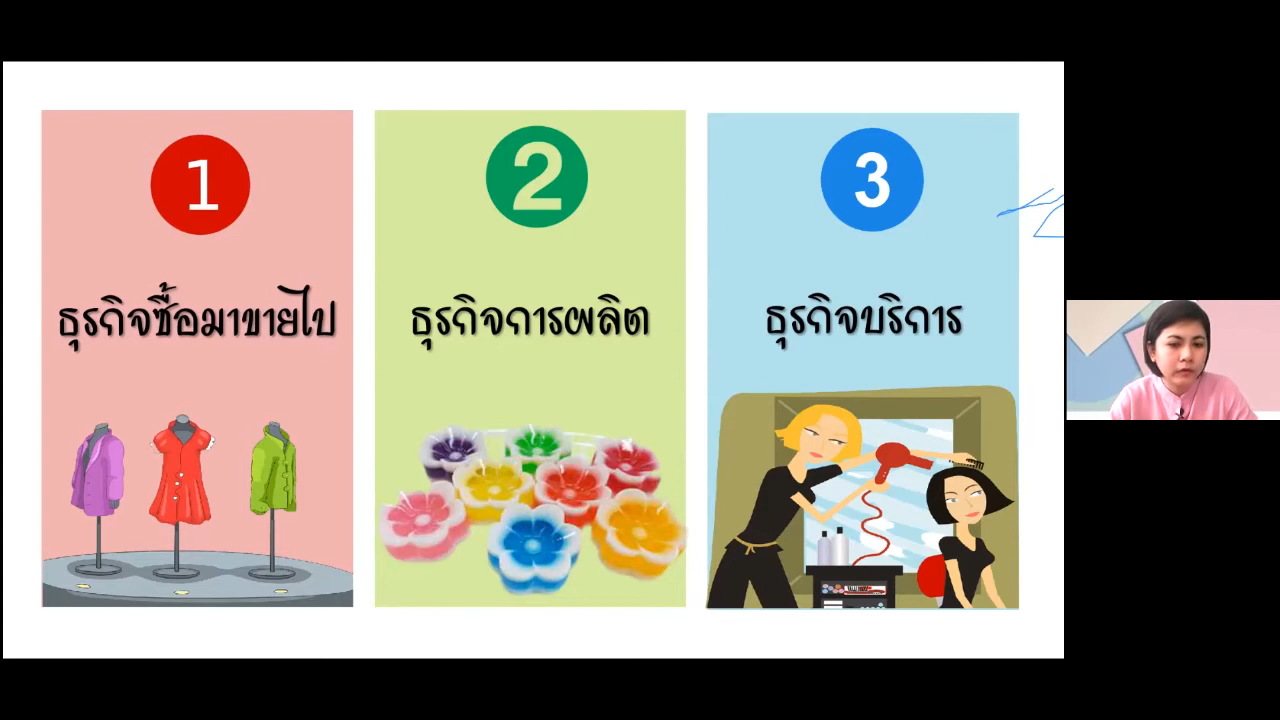 1
ธุรกิจซื้อมาขายไป
2
ธุรกิจการผลิต
3
ธุรกิจบริการ